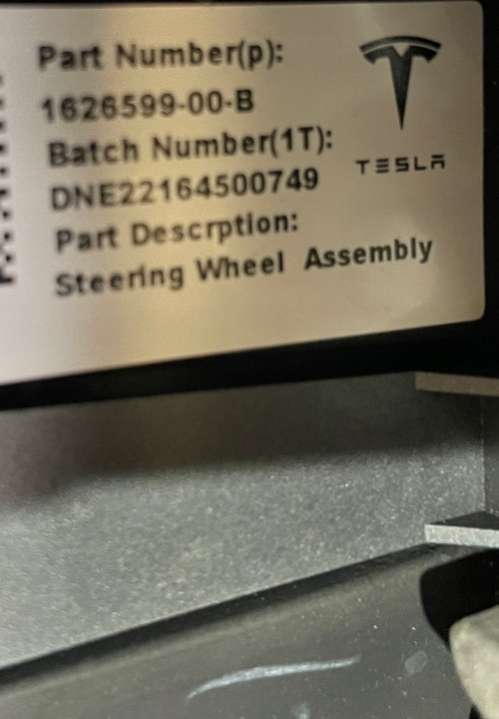 Part Number(p):
1626599-00-B
Batch Number(1T):
DNE22164500749
Part Descrption:
Steering Wheel Assembly
TESLA